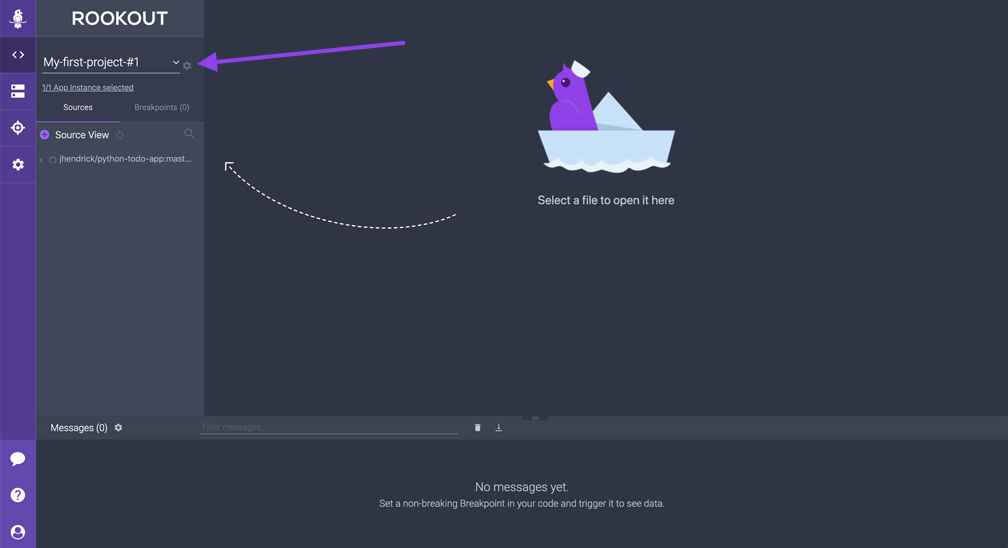 ROOKOUT
My-first-project-#1
1/1 App Instance selected
Sources Breakpoints (0)
Source View
jhendrick/python-todo-app:mast...
Select a file to open it here
Messages (0) Filter messages...
No messages yet.
Set a non-breaking Breakpoint in your code and trigger it to see data.